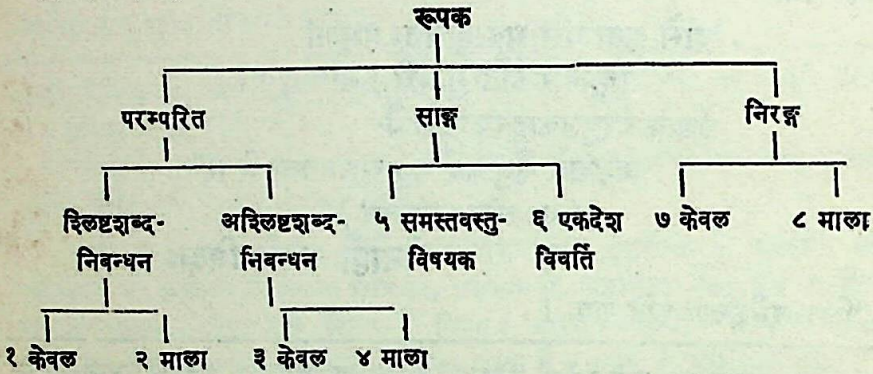 रूपक
परम्परित साङ्ग निरङ्ग
श्लिष्टशब्द- अश्लिष्टशब्द- ५ समस्तवस्तु- ६ एकदेश ७ केवल ८ माला
निबन्धन निबन्धन विषयक विवर्ति
१ केवल २ माला ३ केवल ४ माला